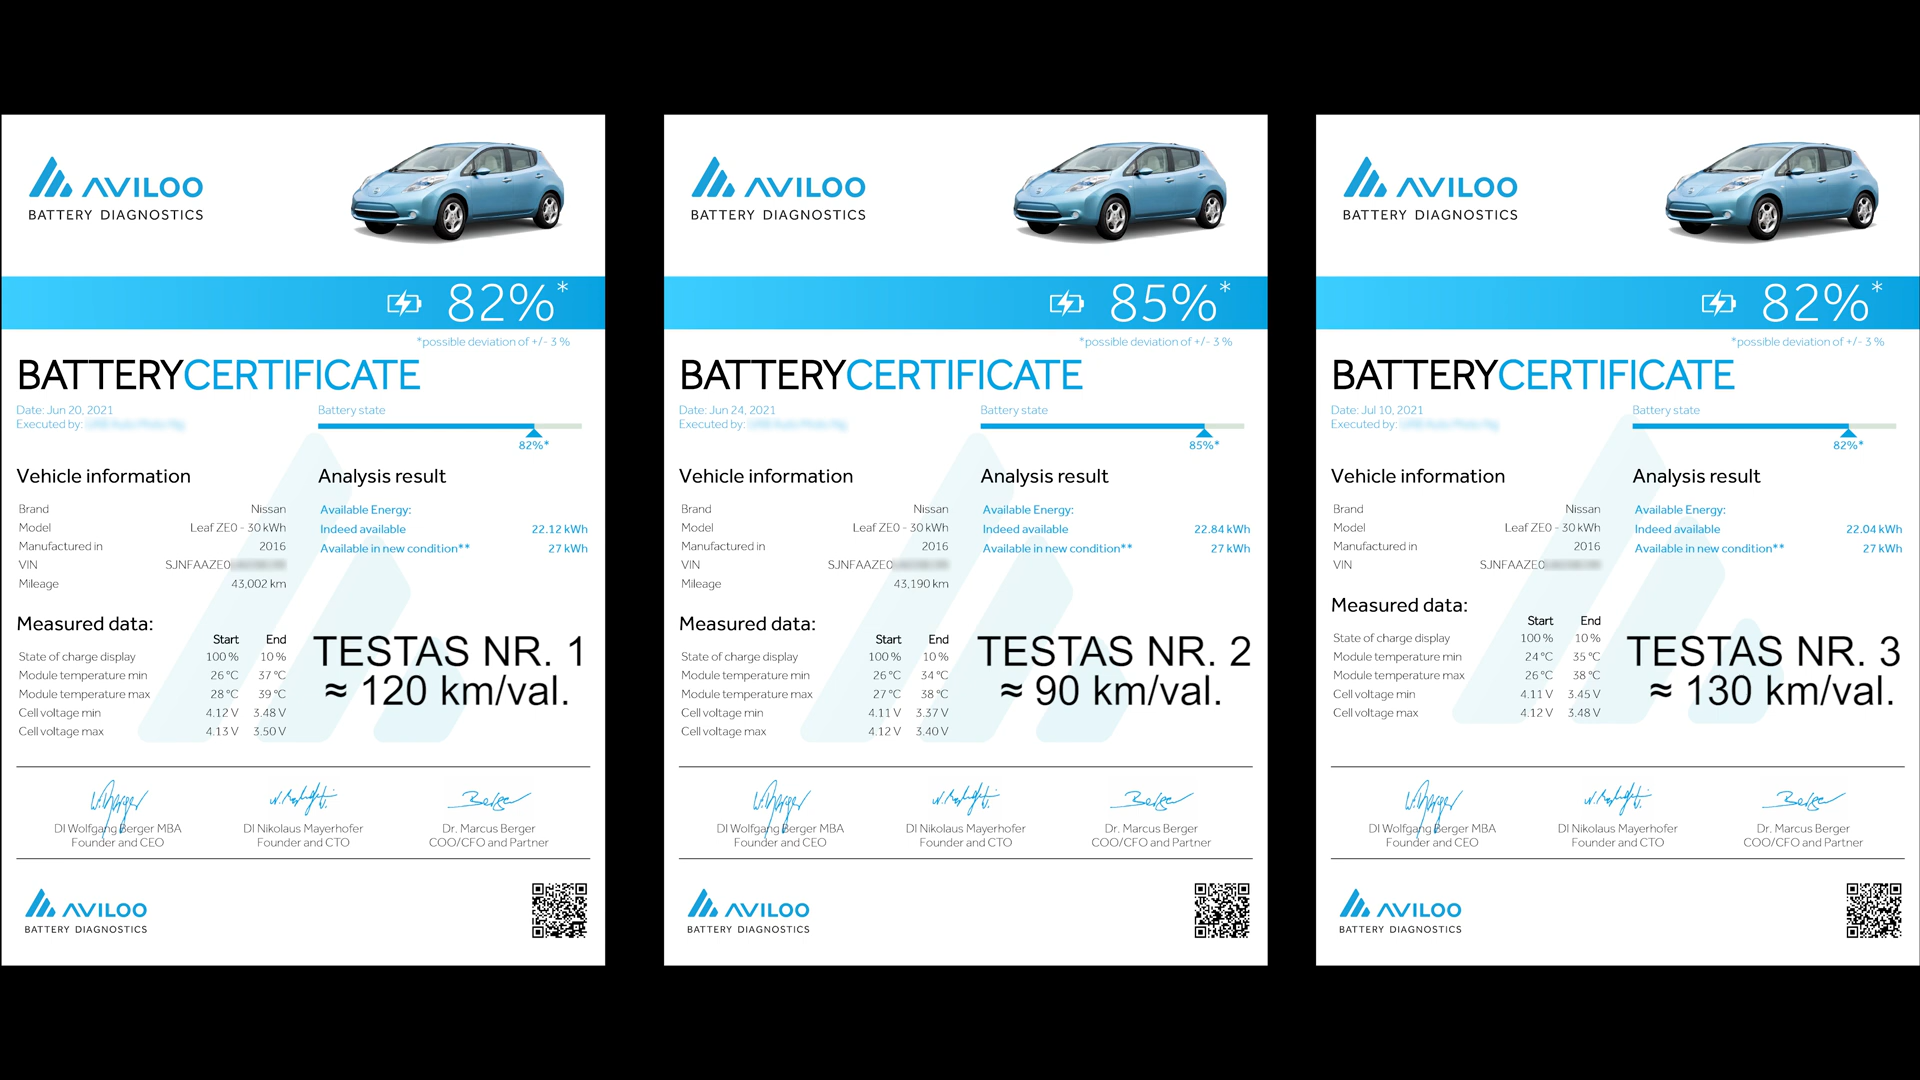 AVILOO
BATTERY DIAGNOSTICS
82%*
*possible deviation of +/- 3 %
BATTERYCERTIFICATE
Date: Jun 20, 2021
Executed by:
Battery state
82%*
Vehicle information
Brand Nissan
Model Leaf ZE0 - 30 kWh
Manufactured in 2016
VIN SJNFAAZE0
Mileage 43,002 km
Analysis result
Available Energy:
Indeed available 22.12 kWh
Available in new condition** 27 kWh
Measured data:
Start End
State of charge display 100 % 10 %
Module temperature min 26 °C 37 °C
Module temperature max 28 °C 39 °C
Cell voltage min 4.12 V 3.48 V
Cell voltage max 4.13 V 3.50 V
TESTAS NR. 1
≈ 120 km/val.
DI Wolfgang Berger MBA
Founder and CEO
DI Nikolaus Mayerhofer
Founder and CTO
Dr. Marcus Berger
COO/CFO and Partner
AVILOO
BATTERY DIAGNOSTICS
AVILOO
BATTERY DIAGNOSTICS
85%*
*possible deviation of +/- 3 %
BATTERYCERTIFICATE
Date: Jun 24, 2021
Executed by:
Battery state
85%*
Vehicle information
Brand Nissan
Model Leaf ZE0 - 30 kWh
Manufactured in 2016
VIN SJNFAAZE0
Mileage 43,190 km
Analysis result
Available Energy:
Indeed available 22.84 kWh
Available in new condition** 27 kWh
Measured data:
Start End
State of charge display 100 % 10 %
Module temperature min 26 °C 34 °C
Module temperature max 27 °C 38 °C
Cell voltage min 4.11 V 3.37 V
Cell voltage max 4.12 V 3.40 V
TESTAS NR. 2
≈ 90 km/val.
DI Wolfgang Berger MBA
Founder and CEO
DI Nikolaus Mayerhofer
Founder and CTO
Dr. Marcus Berger
COO/CFO and Partner
AVILOO
BATTERY DIAGNOSTICS
AVILOO
BATTERY DIAGNOSTICS
82%*
*possible deviation of +/- 3 %
BATTERYCERTIFICATE
Date: Jul 10, 2021
Executed by:
Battery state
82%*
Vehicle information
Brand Nissan
Model Leaf ZE0 - 30 kWh
Manufactured in 2016
VIN SJNFAAZE0
Analysis result
Available Energy:
Indeed available 22.04 kWh
Available in new condition** 27 kWh
Measured data:
Start End
State of charge display 100 % 10 %
Module temperature min 24 °C 35 °C
Module temperature max 26 °C 38 °C
Cell voltage min 4.11 V 3.45 V
Cell voltage max 4.12 V 3.48 V
TESTAS NR. 3
≈ 130 km/val.
DI Wolfgang Berger MBA
Founder and CEO
DI Nikolaus Mayerhofer
Founder and CTO
Dr. Marcus Berger
COO/CFO and Partner
AVILOO
BATTERY DIAGNOSTICS